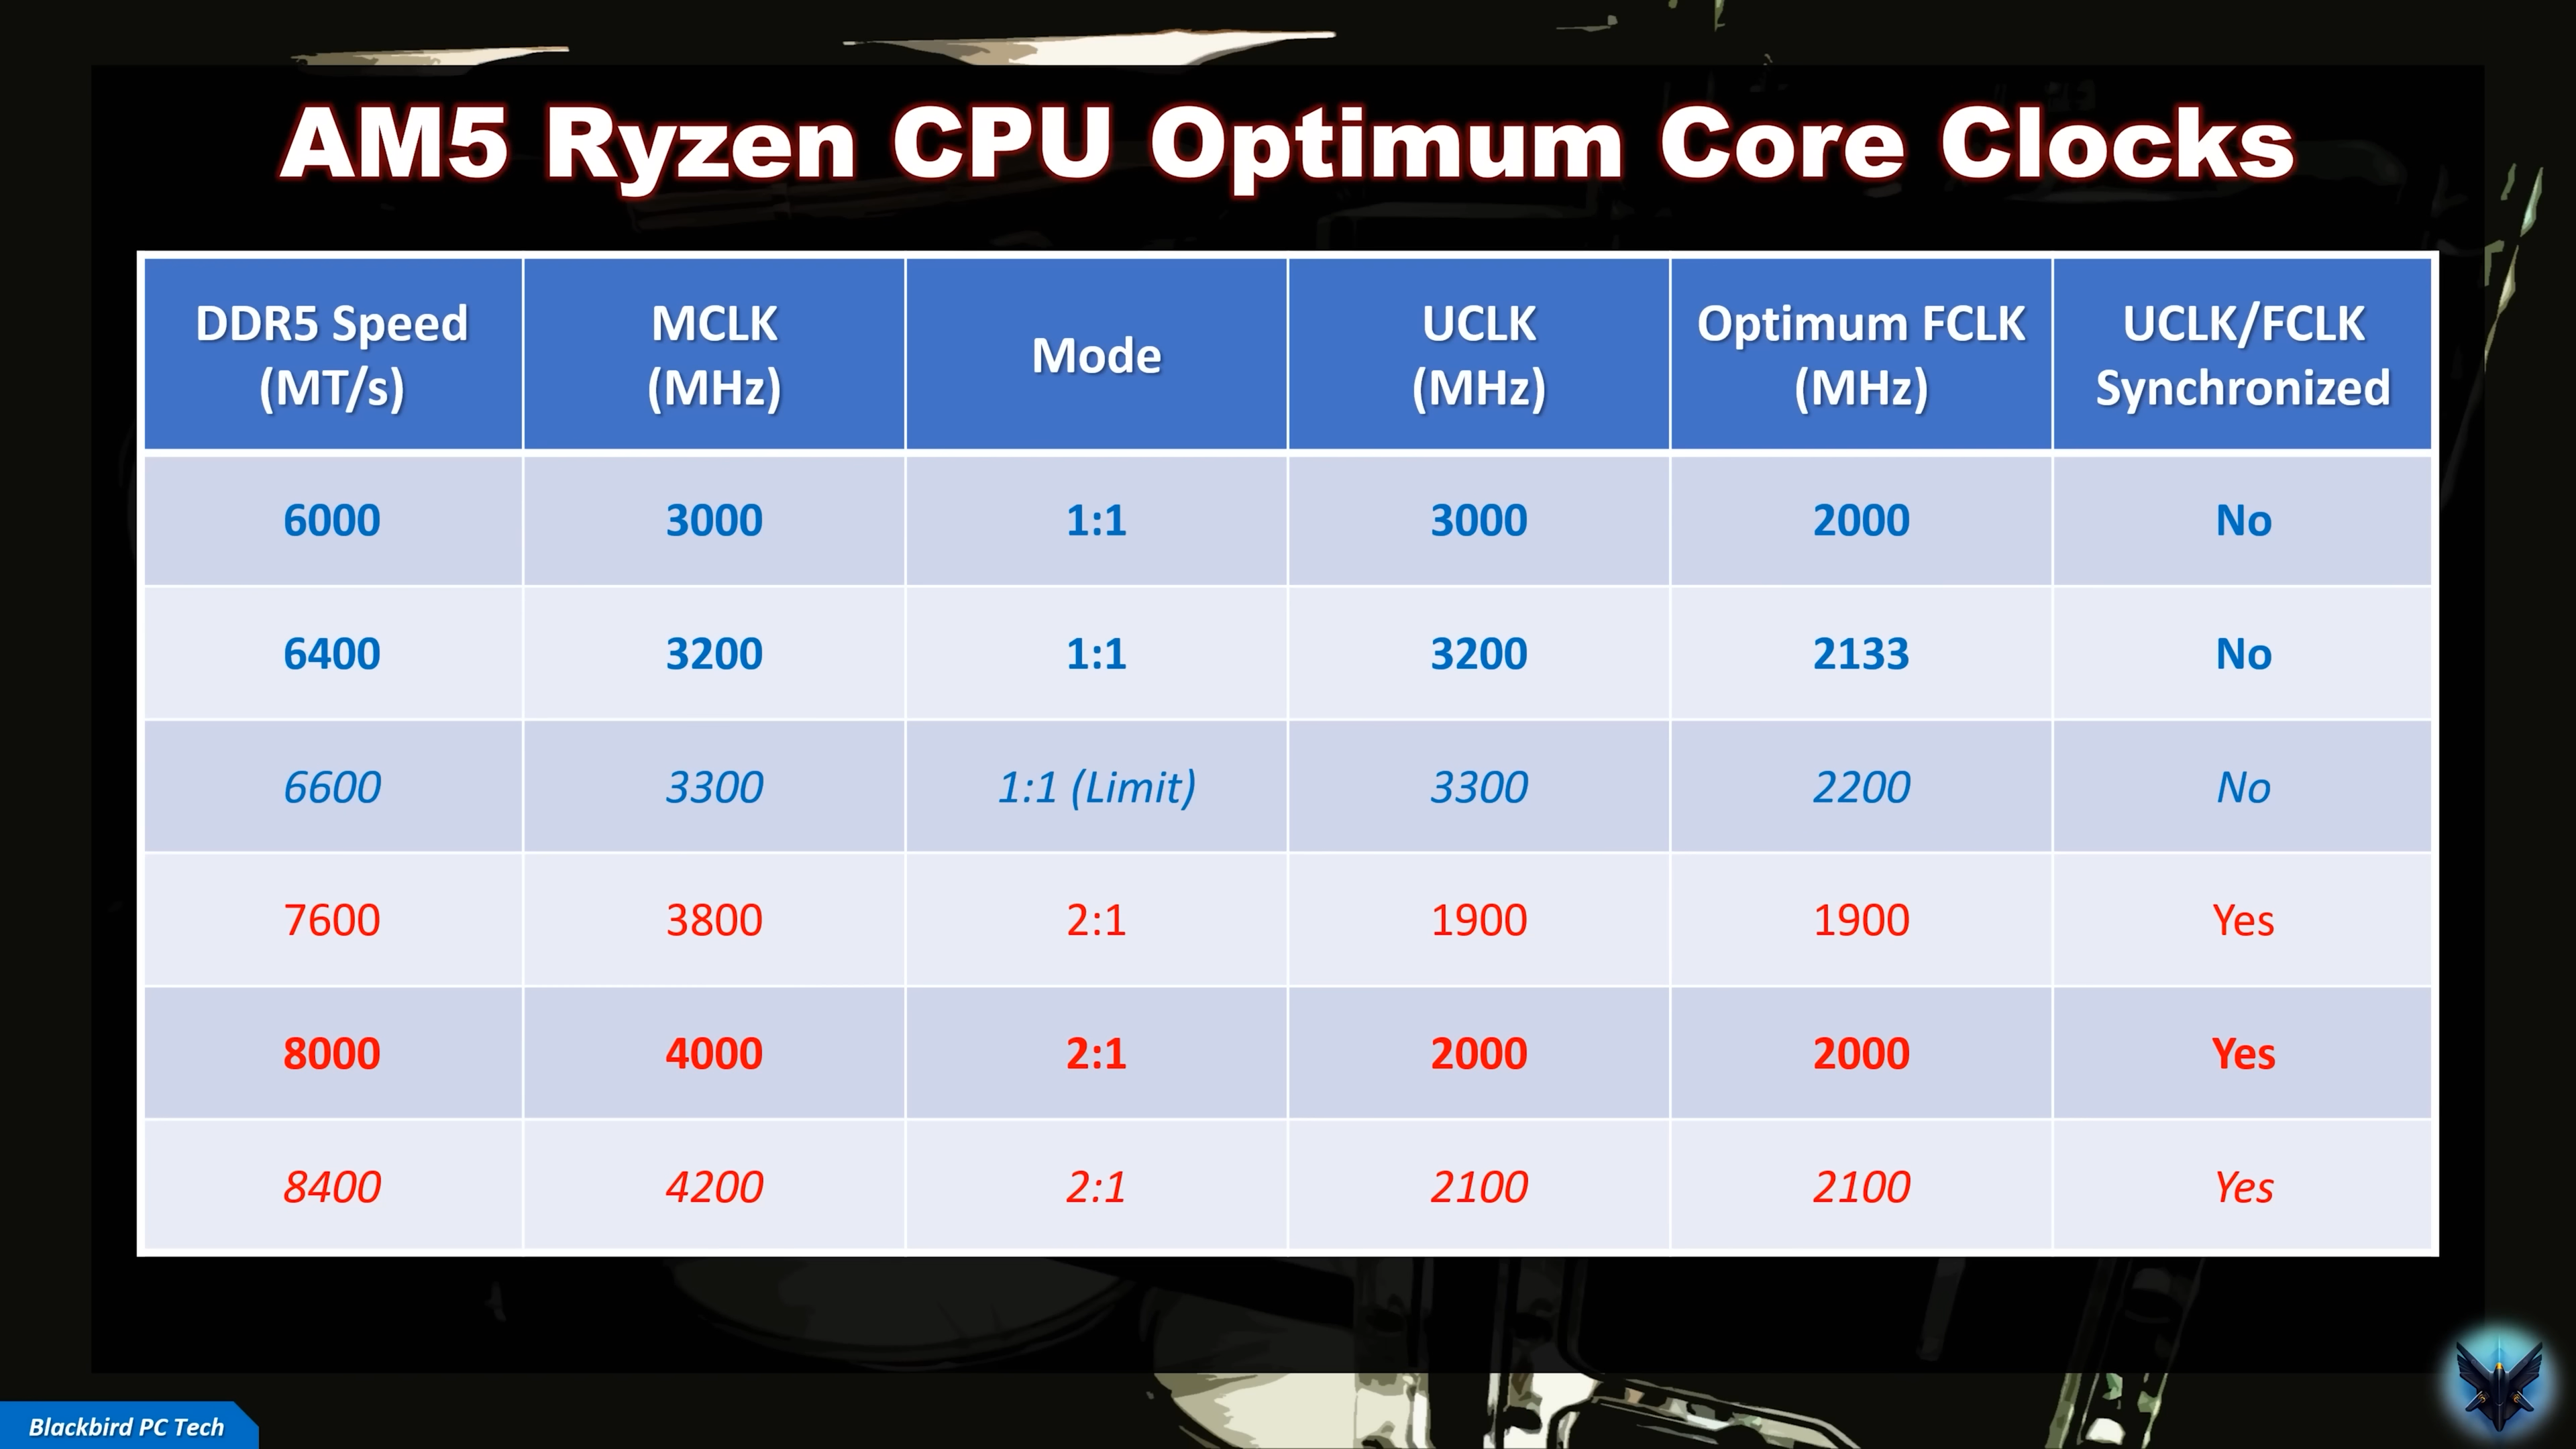 AM5 Ryzen CPU Optimum Core Clocks
DDR5 Speed (MT/s) MCLK (MHz) Mode UCLK (MHz) Optimum FCLK (MHz) UCLK/FCLK Synchronized
6000 3000 1:1 3000 2000 No
6400 3200 1:1 3200 2133 No
6600 3300 1:1 (Limit) 3300 2200 No
7600 3800 2:1 1900 1900 Yes
8000 4000 2:1 2000 2000 Yes
8400 4200 2:1 2100 2100 Yes
Blackbird PC Tech